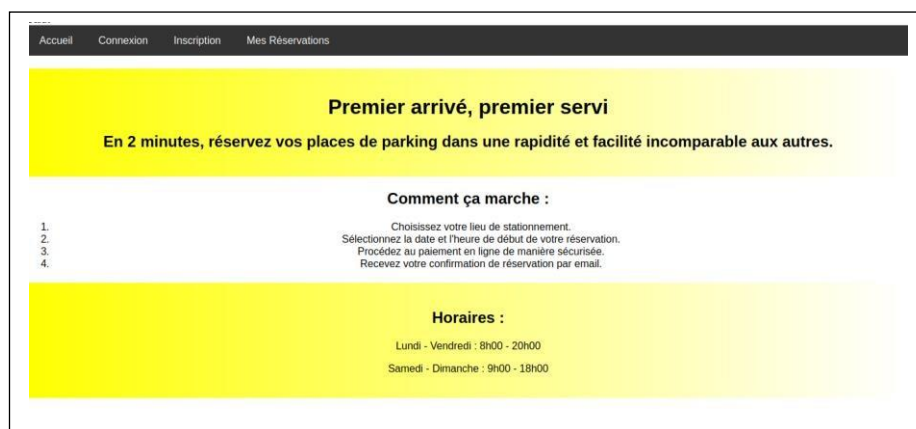 Accueil Connexion Inscription Mes Réservations
Premier arrivé, premier servi
En 2 minutes, réservez vos places de parking dans une rapidité et facilité incomparable aux autres.
Comment ça marche :
1. Choisissez votre lieu de stationnement.
2. Sélectionnez la date et l'heure de début de votre réservation.
3. Procédez au paiement en ligne de manière sécurisée.
4. Recevez votre confirmation de réservation par email.
Horaires :
Lundi - Vendredi : 8h00 - 20h00
Samedi - Dimanche : 9h00 - 18h00